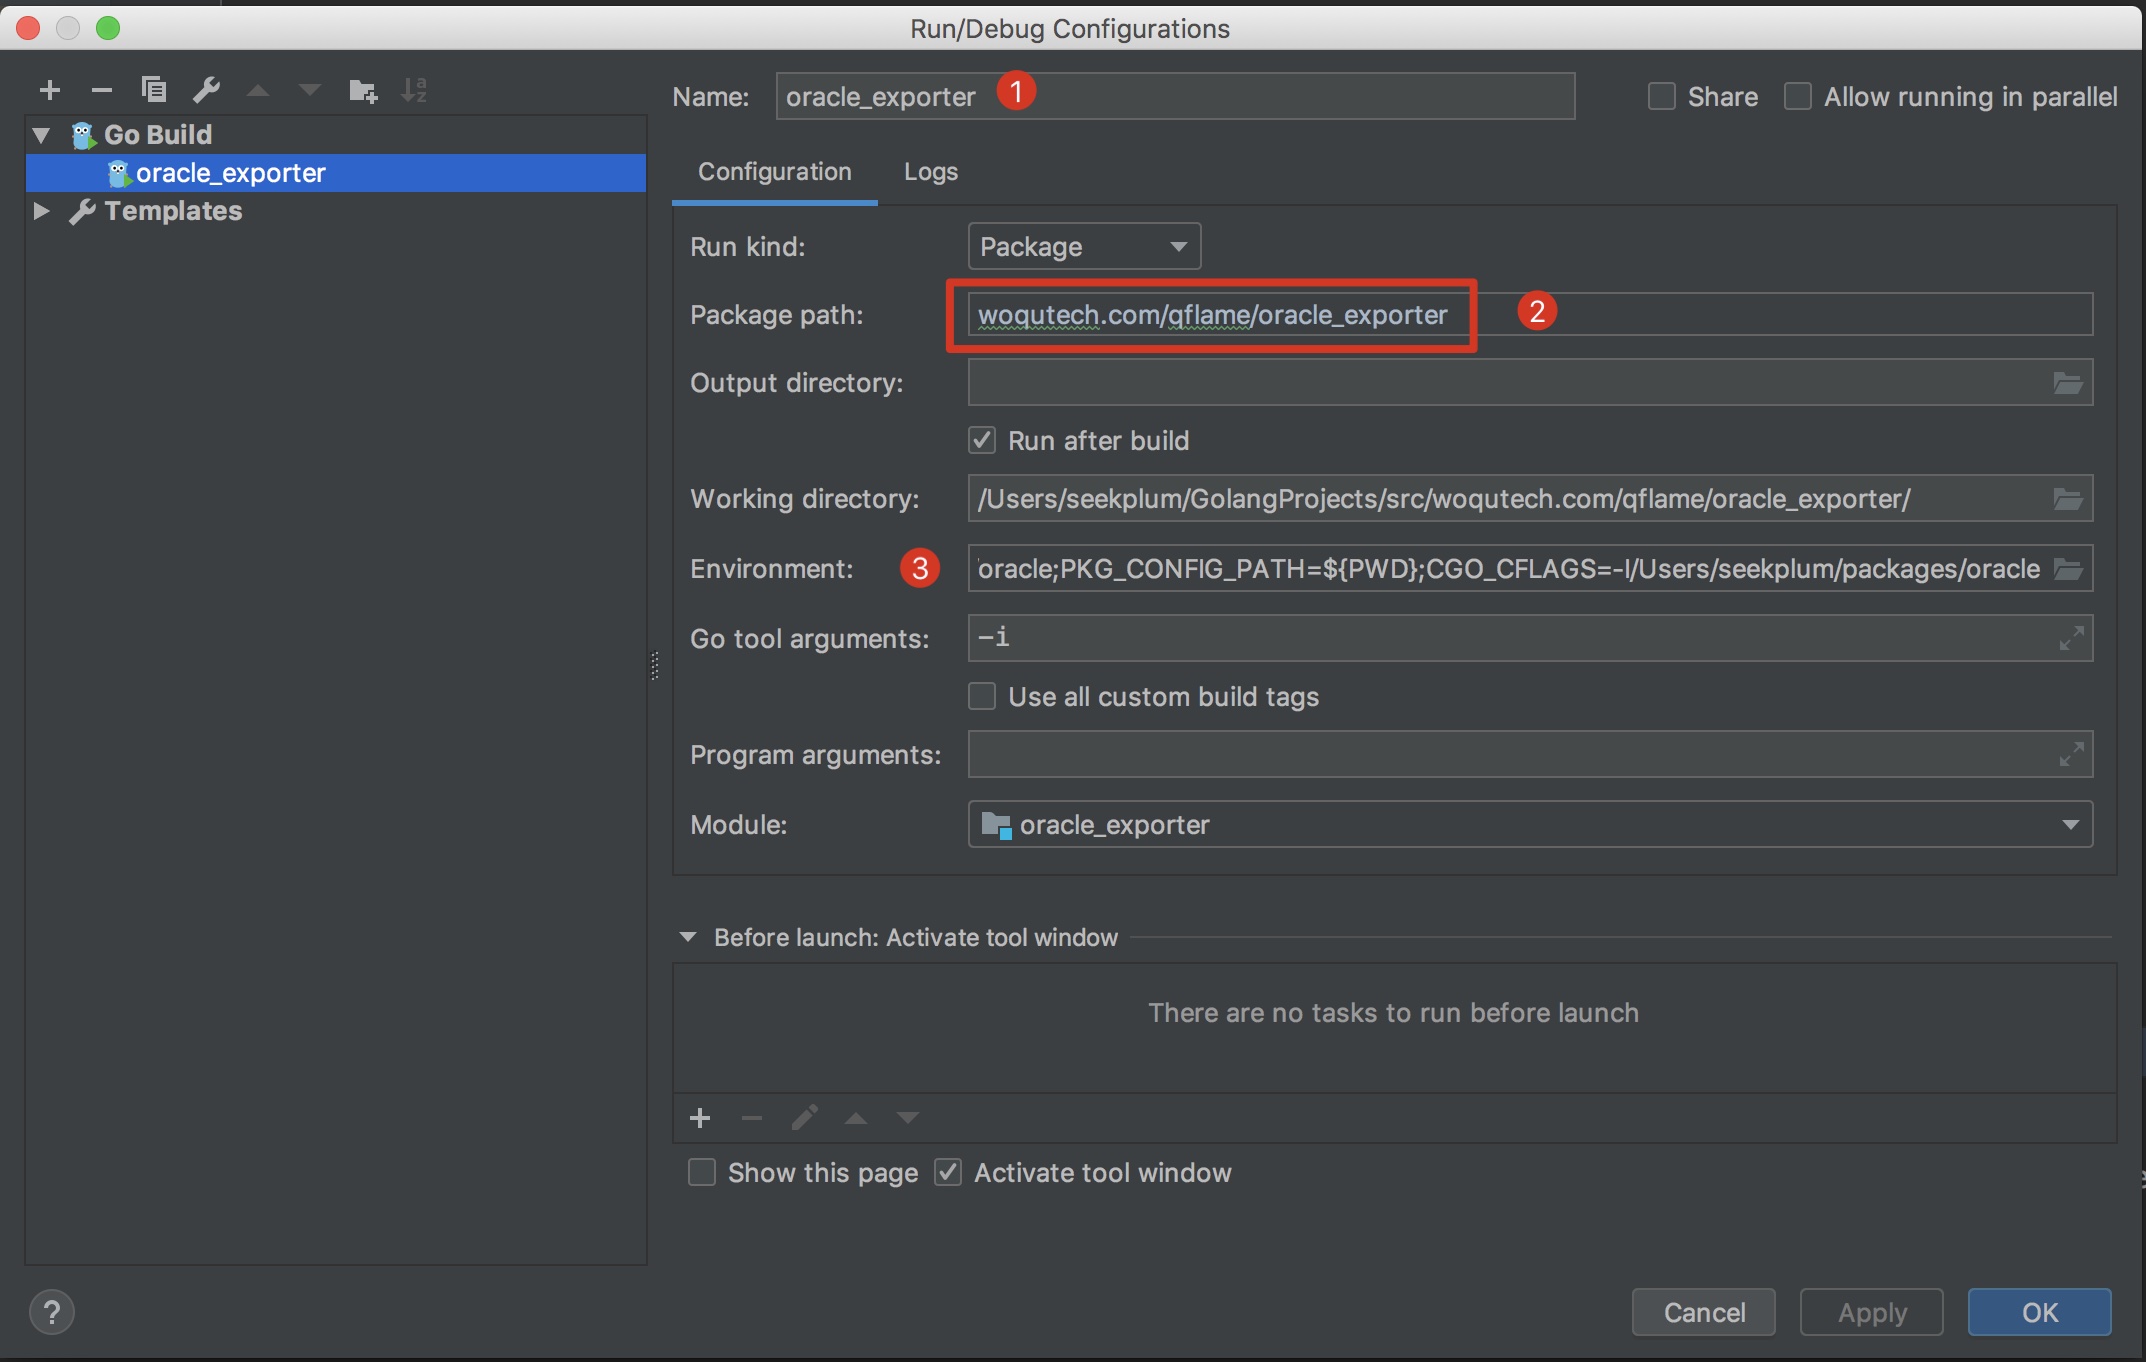 Run/Debug Configurations
Go Build
oracle_exporter
Templates
Name: oracle_exporter 1
Share
Allow running in parallel
Configuration
Logs
Run kind: Package
Package path: woqutech.com/qflame/oracle_exporter 2
Output directory:
Run after build
Working directory: /Users/seekplum/GolangProjects/src/woqutech.com/qflame/oracle_exporter/
Environment: 3 oracle;PKG_CONFIG_PATH=${PWD};CGO_CFLAGS=-I/Users/seekplum/packages/oracle
Go tool arguments: -i
Use all custom build tags
Program arguments:
Module: oracle_exporter
Before launch: Activate tool window
There are no tasks to run before launch
Show this page
Activate tool window
?
Cancel
Apply
OK